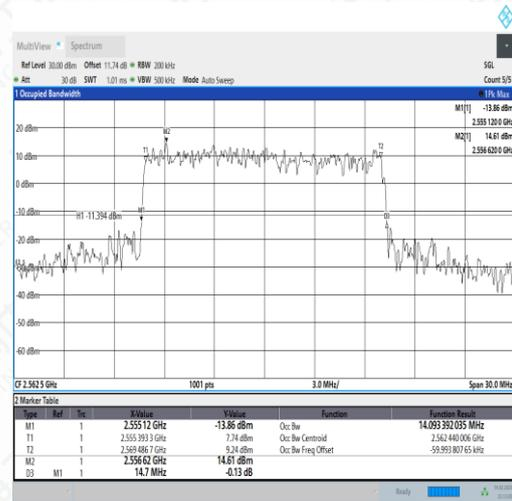 MultiView Spectrum
Ref Level 30.00 dBm Offset 11.74 dB RBW 200 kHz SGL
Att 30 dB SWT 1.01 ms VBW 500 kHz Mode Auto Sweep Count 5/5
1 Occupied Bandwidth 1Pk Max
M1[1] -13.86 dBm
2.555 120 0 GHz
M2[1] 14.61 dBm
2.556 620 0 GHz
20 dBm
M2
T1
T2
10 dBm
0 dBm
-10 dBm
H1 -11.394 dBm
M1
D3
-20 dBm
-30 dBm
-40 dBm
-50 dBm
-60 dBm
CF 2.562 5 GHz 1001 pts 3.0 MHz/ Span 30.0 MHz
2 Marker Table
Type Ref Trc X-Value Y-Value Function Function Result
M1 1 2.555 12 GHz -13.86 dBm Occ Bw 14.093 392 035 MHz
T1 1 2.555 393 3 GHz 7.74 dBm Occ Bw Centroid 2.562 440 006 GHz
T2 1 2.569 486 7 GHz 9.24 dBm Occ Bw Freq Offset -59.993 807 65 kHz
M2 1 2.556 62 GHz 14.61 dBm
D3 M1 1 14.7 MHz -0.13 dB
Ready